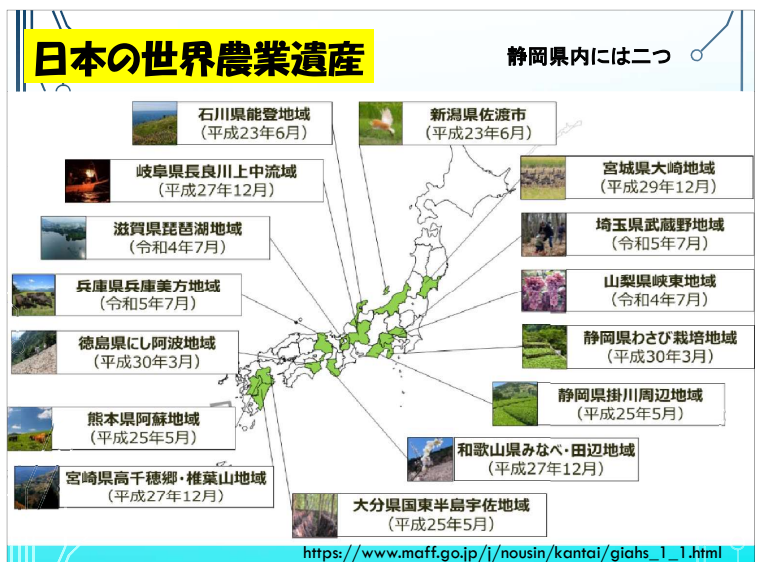 日本の世界農業遺産
静岡県内には二つ
石川県能登地域
（平成23年6月）
新潟県佐渡市
（平成23年6月）
岐阜県長良川上中流域
（平成27年12月）
宮城県大崎地域
（平成29年12月）
滋賀県琵琶湖地域
（令和4年7月）
埼玉県武蔵野地域
（令和5年7月）
兵庫県兵庫美方地域
（令和5年7月）
山梨県峡東地域
（令和4年7月）
徳島県にし阿波地域
（平成30年3月）
静岡県わさび栽培地域
（平成30年3月）
静岡県掛川周辺地域
（平成25年5月）
熊本県阿蘇地域
（平成25年5月）
和歌山県みなべ・田辺地域
（平成27年12月）
宮崎県高千穂郷・椎葉山地域
（平成27年12月）
大分県国東半島宇佐地域
（平成25年5月）
https://www.maff.go.jp/j/nousin/kantai/giahs_1_1.html